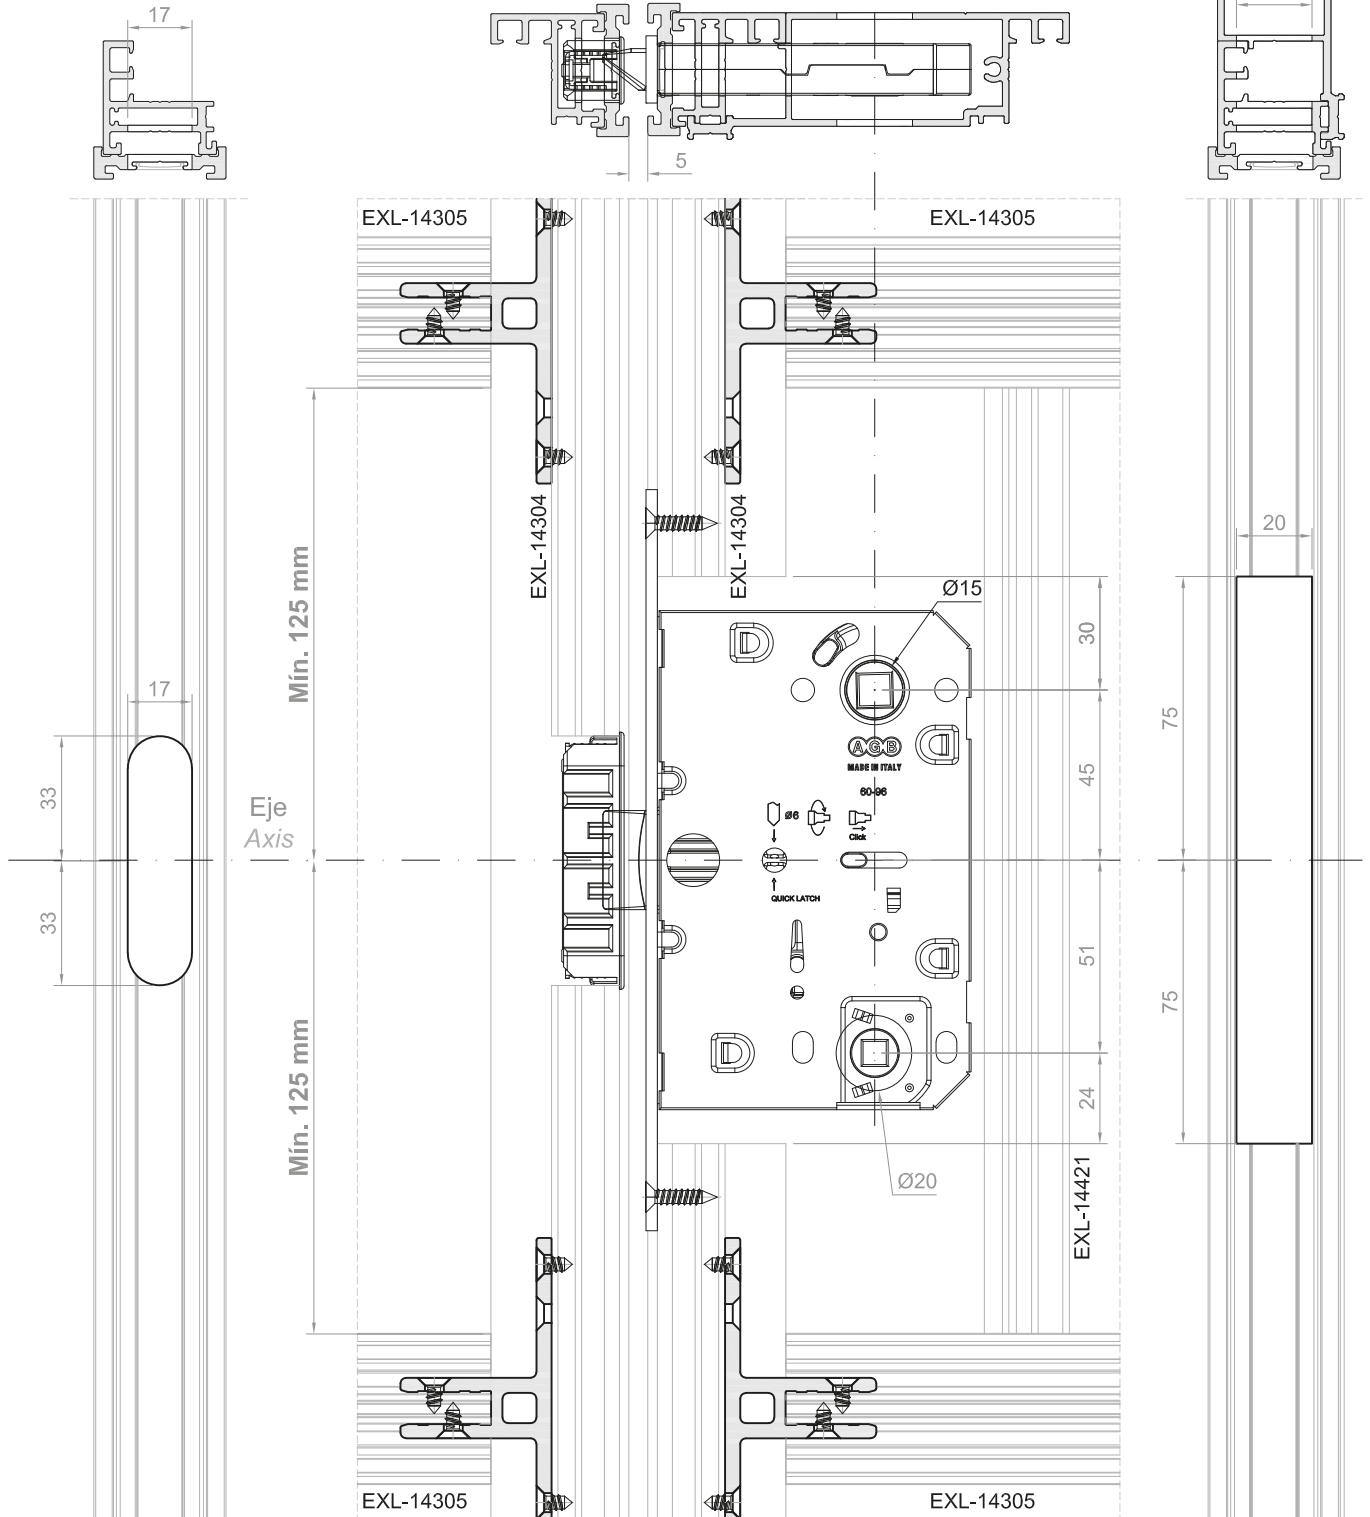 17
5
EXL-14305
EXL-14305
EXL-14304
EXL-14304
Mín. 125 mm
20
Ø15
30
17
75
45
33
Eje
Axis
AGB
MADE IN ITALY
60-96
ø6
Click
QUICK LATCH
33
51
75
Mín. 125 mm
24
Ø20
EXL-14421
EXL-14305
EXL-14305